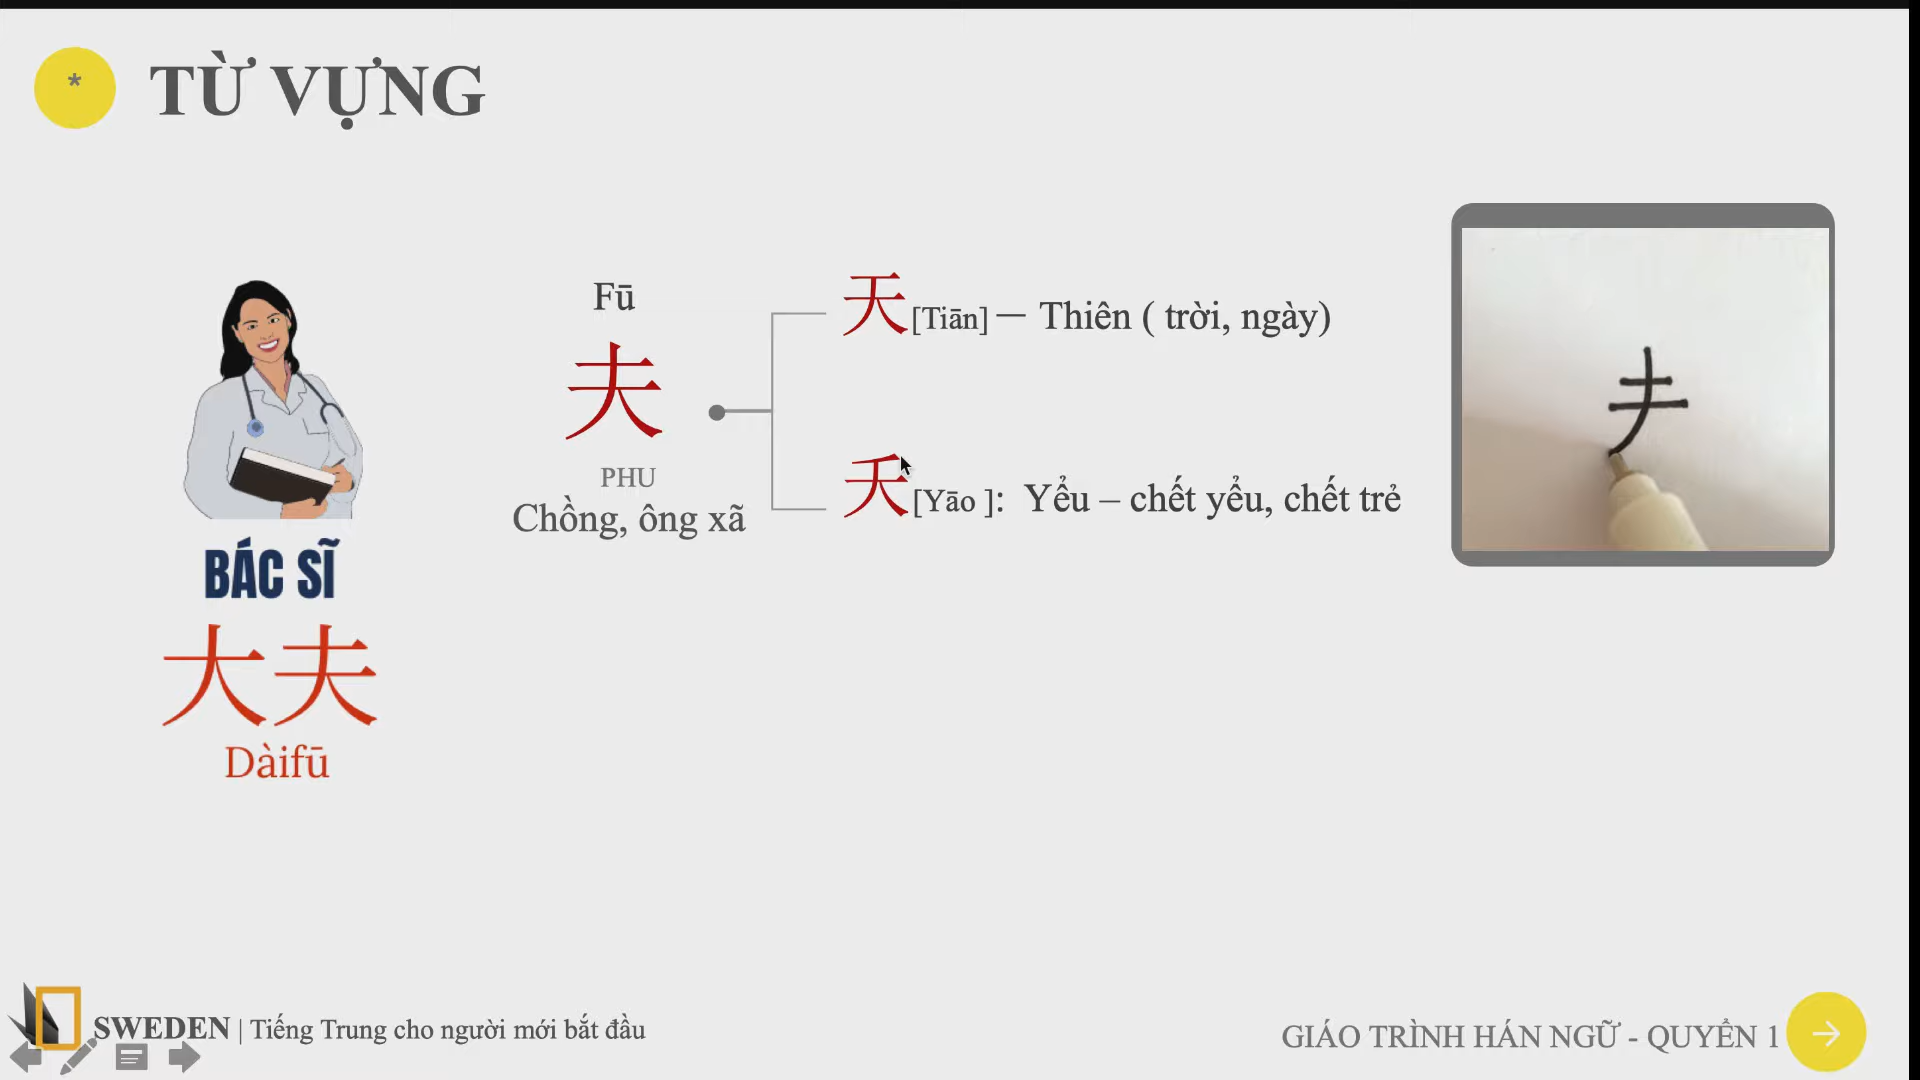 *
TỪ VỰNG
BÁC SĨ
大夫
Dàifū
Fū
夫
PHU
Chồng, ông xã
天[Tiān] — Thiên ( trời, ngày)
夭[Yāo ]: Yểu – chết yểu, chết trẻ
SWEDEN | Tiếng Trung cho người mới bắt đầu
GIÁO TRÌNH HÁN NGỮ - QUYỂN 1